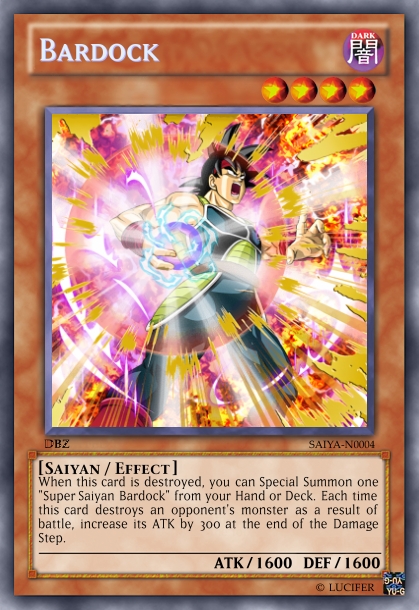 BARDOCK
DARK
闇
DBZ
SAIYA-N0004
[SAIYAN / EFFECT]
When this card is destroyed, you can Special Summon one
"Super Saiyan Bardock" from your Hand or Deck. Each time
this card destroys an opponent's monster as a result of
battle, increase its ATK by 300 at the end of the Damage
Step.
ATK / 1600 DEF / 1600
© LUCIFER